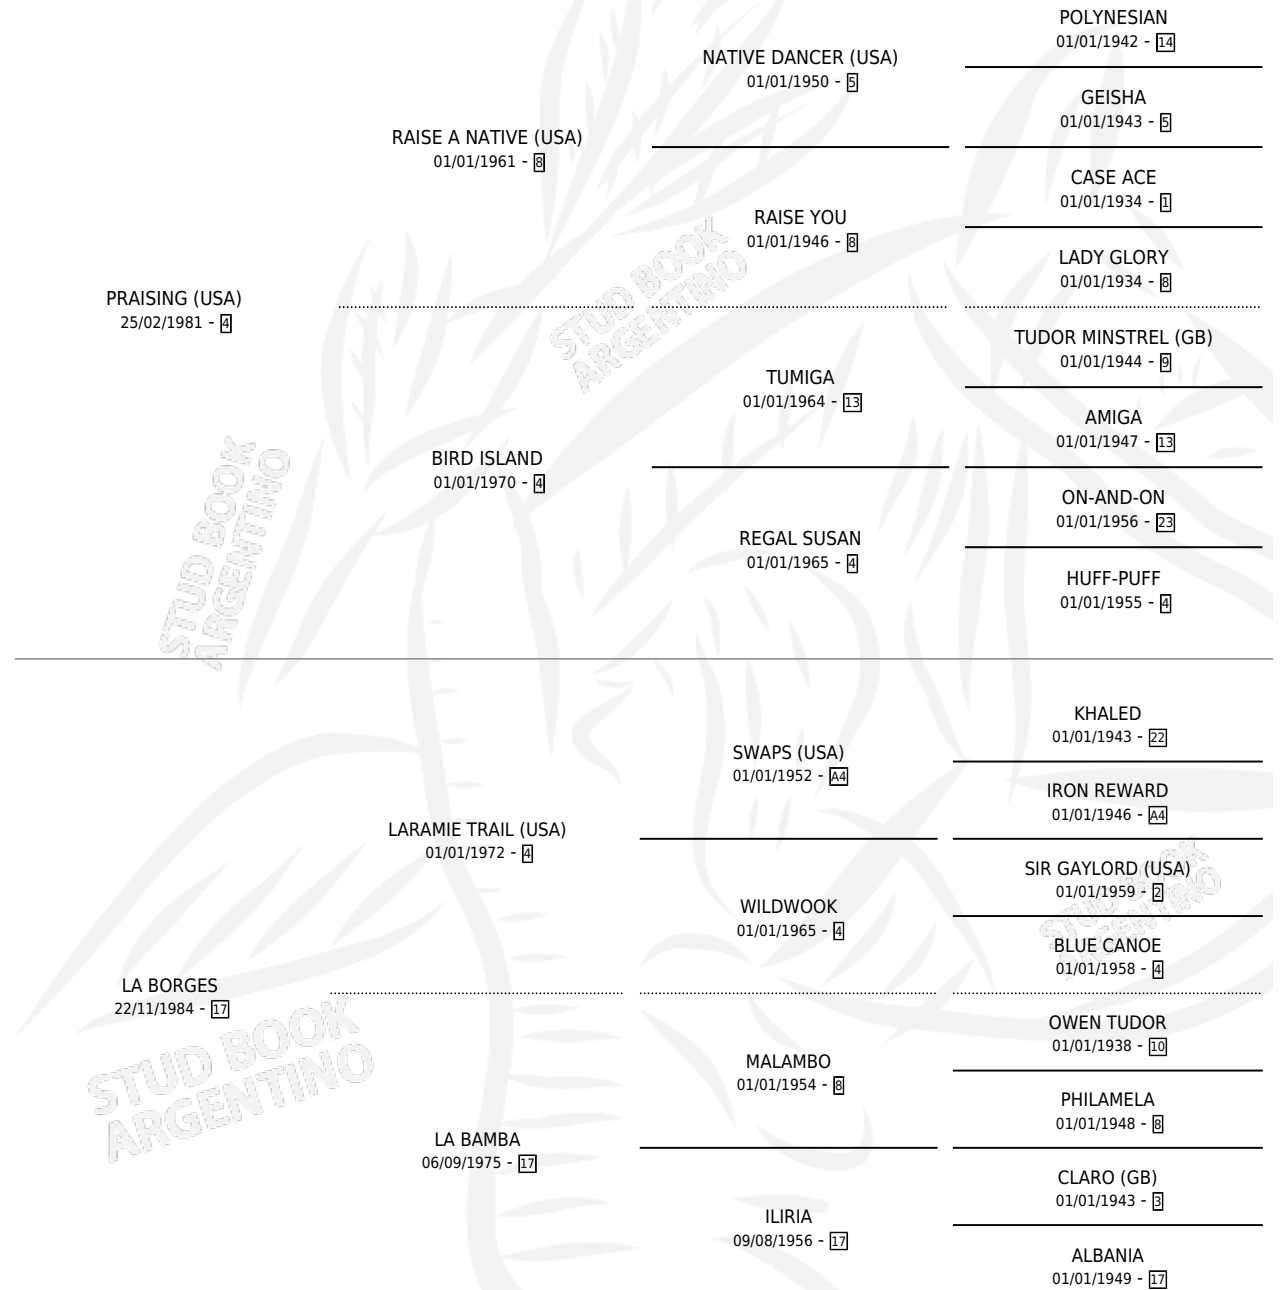 POLYNESIAN
01/01/1942 - 14
NATIVE DANCER (USA)
01/01/1950 - 5
GEISHA
01/01/1943 - 5
RAISE A NATIVE (USA)
01/01/1961 - 8
CASE ACE
01/01/1934 - 1
RAISE YOU
01/01/1946 - 8
LADY GLORY
01/01/1934 - 8
PRAISING (USA)
25/02/1981 - 4
STUD BOOK
ARGENTINO
TUDOR MINSTREL (GB)
01/01/1944 - 9
TUMIGA
01/01/1964 - 13
AMIGA
01/01/1947 - 13
BIRD ISLAND
01/01/1970 - 4
ON-AND-ON
01/01/1956 - 23
REGAL SUSAN
01/01/1965 - 4
HUFF-PUFF
01/01/1955 - 4
STUD BOOK
ARGENTINO
KHALED
01/01/1943 - 22
SWAPS (USA)
01/01/1952 - A4
IRON REWARD
01/01/1946 - A4
LARAMIE TRAIL (USA)
01/01/1972 - 4
SIR GAYLORD (USA)
01/01/1959 - 2
WILDWOOK
01/01/1965 - 4
BLUE CANOE
01/01/1958 - 4
STUD BOOK
ARGENTINO
LA BORGES
22/11/1984 - 17
OWEN TUDOR
01/01/1938 - 10
MALAMBO
01/01/1954 - 8
PHILAMELA
01/01/1948 - 8
STUD BOOK
ARGENTINO
LA BAMBA
06/09/1975 - 17
CLARO (GB)
01/01/1943 - 3
ILIRIA
09/08/1956 - 17
ALBANIA
01/01/1949 - 17